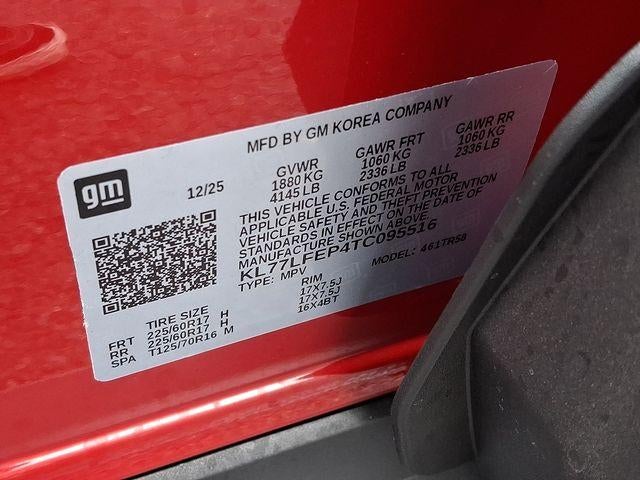 MFD BY GM KOREA COMPANY
gm
12/25
GVWR GAWR FRT GAWR RR
1880 KG 1060 KG 1060 KG
4145 LB 2336 LB 2336 LB
THIS VEHICLE CONFORMS TO ALL
APPLICABLE U.S. FEDERAL MOTOR
VEHICLE SAFETY AND THEFT PREVENTION
STANDARDS IN EFFECT ON THE DATE OF
MANUFACTURE SHOWN ABOVE.
KL77LFEP4TC095516
TYPE: MPV MODEL: 461TR58
TIRE SIZE RIM
FRT 225/60R17 H 17X7.5J
RR 225/60R17 H 17X7.5J
SPA T125/70R16 M 16X4BT